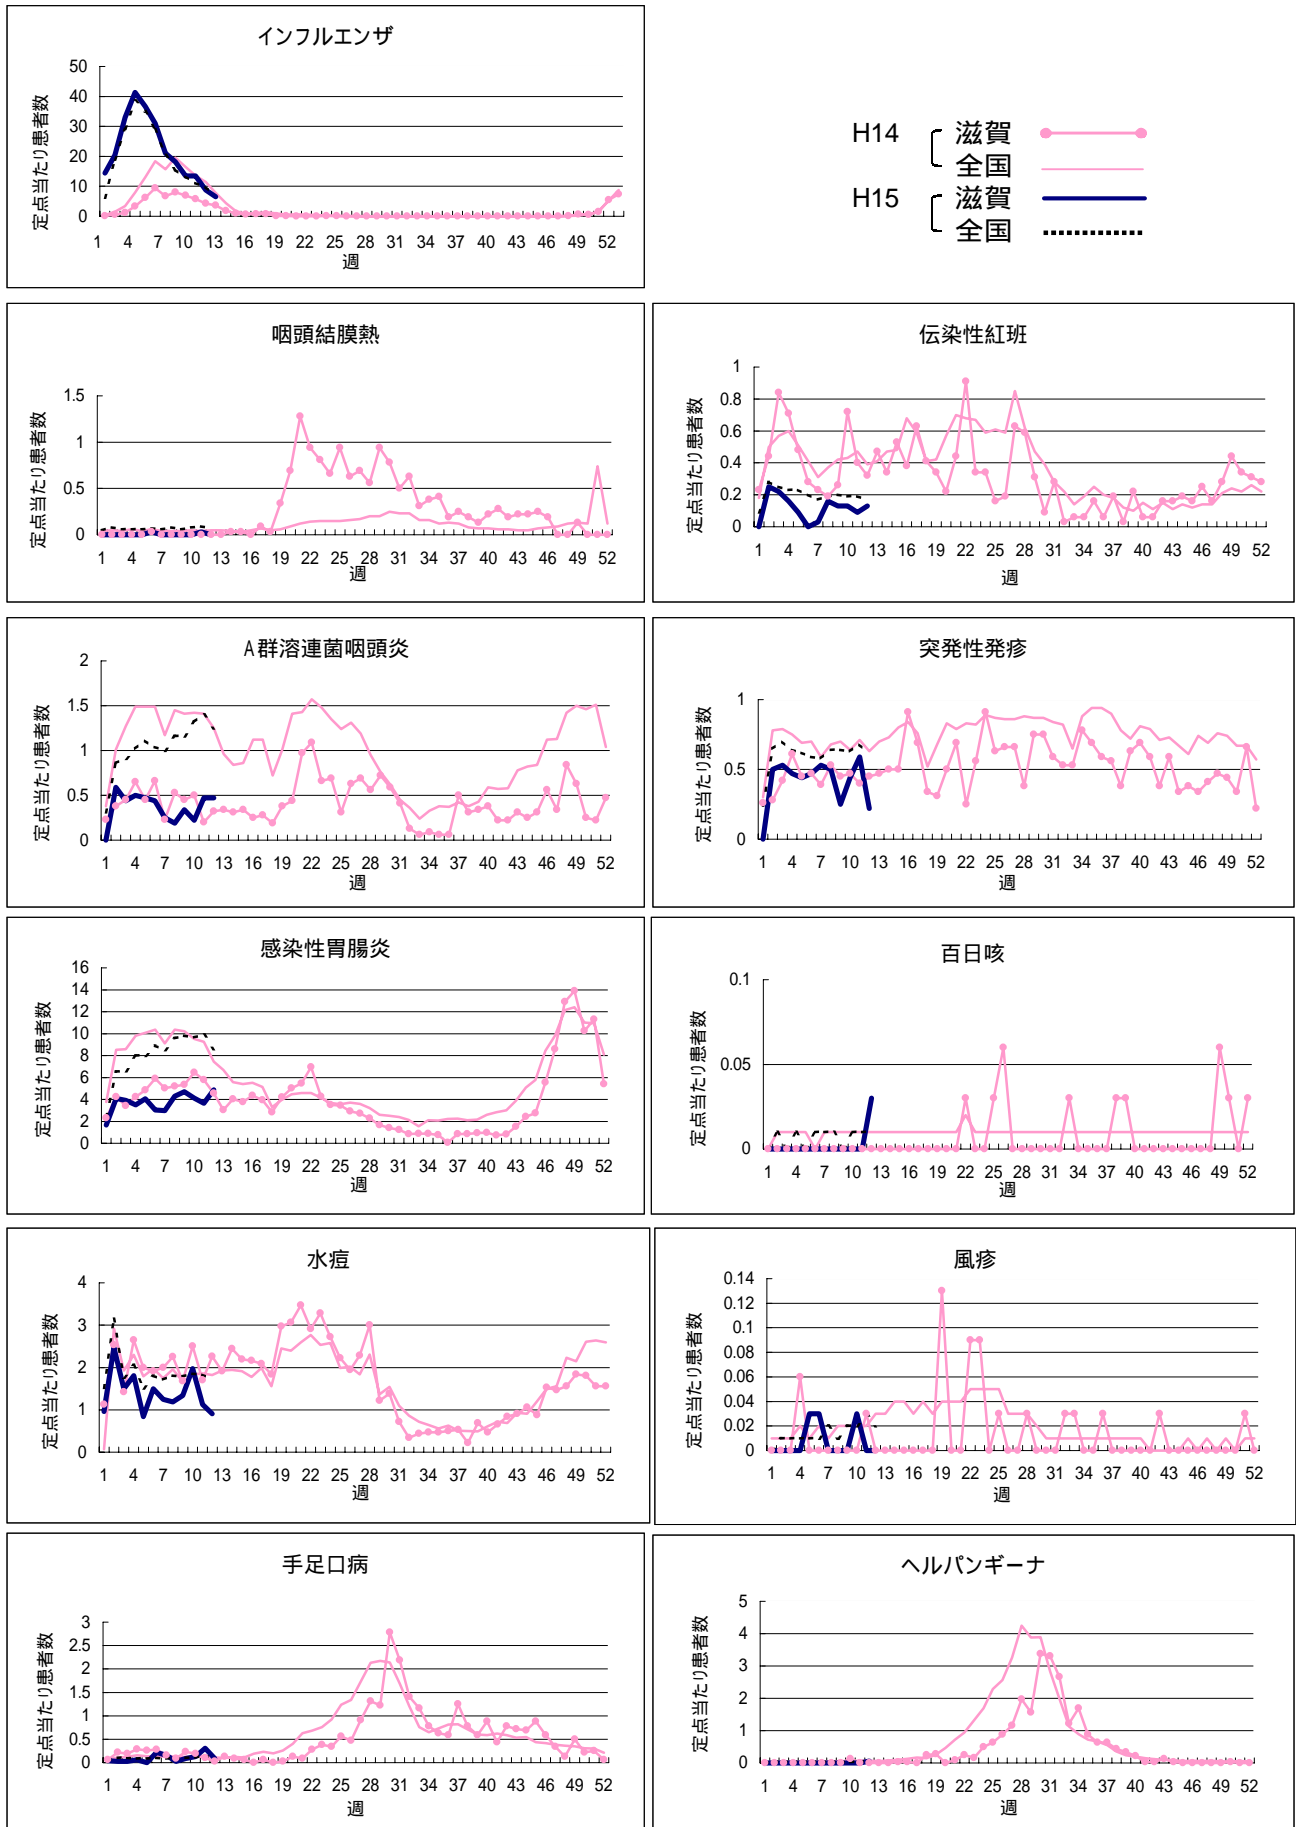 インフルエンザ
定点当たり患者数
50
40
30
20
10
0
1 4 7 10 13 16 19 22 25 28 31 34 37 40 43 46 49 52
週
H14 滋賀
全国
H15 滋賀
全国
咽頭結膜熱
定点当たり患者数
1.5
1
0.5
0
1 4 7 10 13 16 19 22 25 28 31 34 37 40 43 46 49 52
週
伝染性紅班
定点当たり患者数
1
0.8
0.6
0.4
0.2
0
1 4 7 10 13 16 19 22 25 28 31 34 37 40 43 46 49 52
週
A群溶連菌咽頭炎
定点当たり患者数
2
1.5
1
0.5
0
1 4 7 10 13 16 19 22 25 28 31 34 37 40 43 46 49 52
週
突発性発疹
定点当たり患者数
1
0.5
0
1 4 7 10 13 16 19 22 25 28 31 34 37 40 43 46 49 52
週
感染性胃腸炎
定点当たり患者数
16
14
12
10
8
6
4
2
0
1 4 7 10 13 16 19 22 25 28 31 34 37 40 43 46 49 52
週
百日咳
定点当たり患者数
0.1
0.05
0
1 4 7 10 13 16 19 22 25 28 31 34 37 40 43 46 49 52
週
水痘
定点当たり患者数
4
3
2
1
0
1 4 7 10 13 16 19 22 25 28 31 34 37 40 43 46 49 52
週
風疹
定点当たり患者数
0.14
0.12
0.1
0.08
0.06
0.04
0.02
0
1 4 7 10 13 16 19 22 25 28 31 34 37 40 43 46 49 52
週
手足口病
定点当たり患者数
3
2.5
2
1.5
1
0.5
0
1 4 7 10 13 16 19 22 25 28 31 34 37 40 43 46 49 52
週
ヘルパンギーナ
定点当たり患者数
5
4
3
2
1
0
1 4 7 10 13 16 19 22 25 28 31 34 37 40 43 46 49 52
週